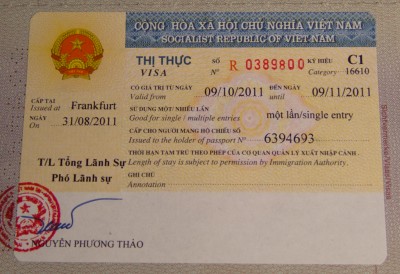 CỘNG HÒA XÃ HỘI CHỦ NGHĨA VIỆT NAM
SOCIALIST REPUBLIC OF VIET NAM
THỊ THỰC
VISA
SỐ
Nº
R 0389800
KÝ HIỆU
Category
C1
16610
CÓ GIÁ TRỊ TỪ NGÀY
Valid from
09/10/2011
ĐẾN NGÀY
until
09/11/2011
CẤP TẠI
Issued at
Frankfurt
SỬ DỤNG MỘT/ NHIỀU LẦN
Good for single / multiple entries
một lần/single entry
NGÀY
On
31/08/2011
CẤP CHO NGƯỜI MANG HỘ CHIẾU SỐ
Issued to the holder of passport Nº
6394693
THỜI HẠN TẠM TRÚ THEO PHÉP CỦA CƠ QUAN QUẢN LÝ XUẤT NHẬP CẢNH
Length of stay is subject to permission by Immigration Authority.
T/L Tổng Lãnh Sự
Phó Lãnh sự
GHI CHÚ
Annotation
NGUYỄN PHƯƠNG THẢO